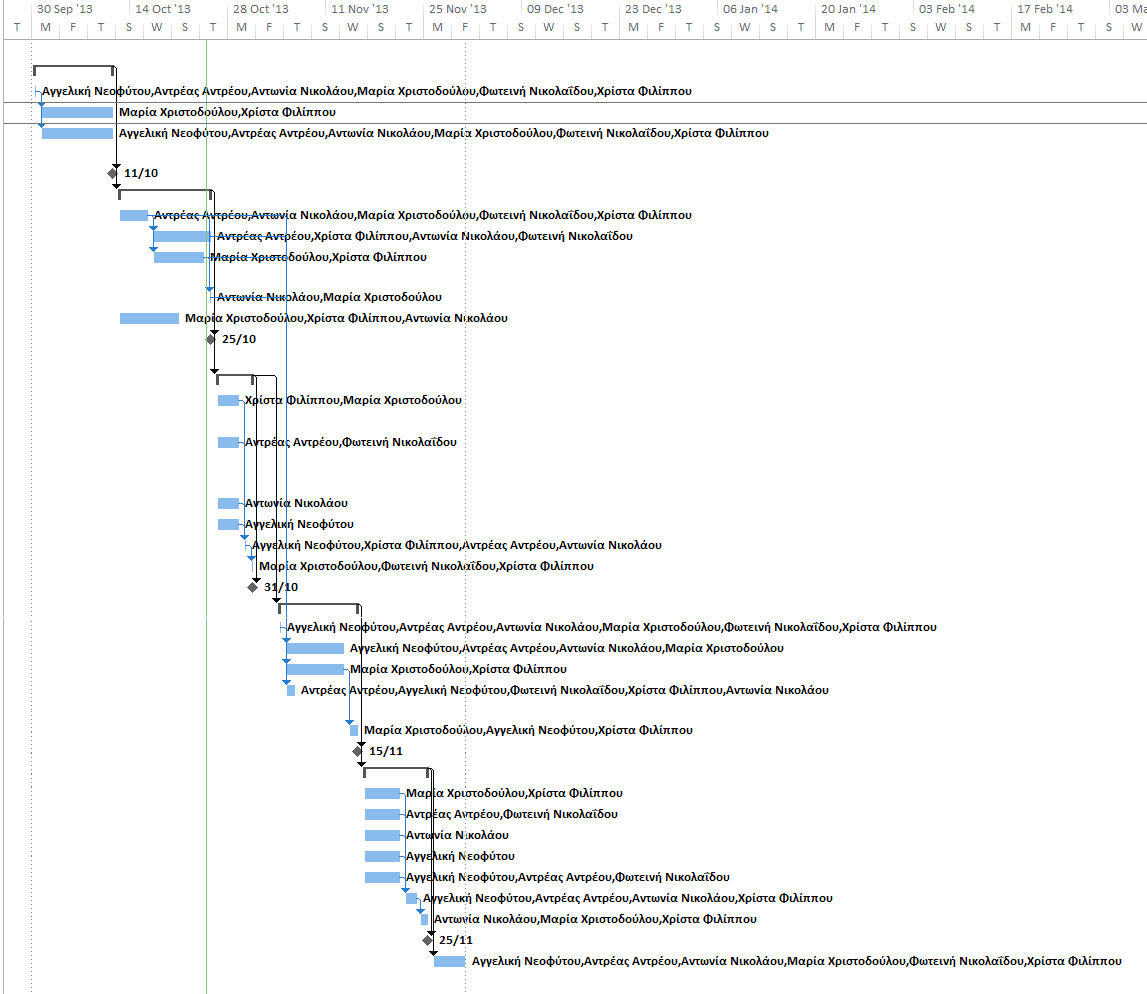 30 Sep '13 14 Oct '13 28 Oct '13 11 Nov '13 25 Nov '13 09 Dec '13 23 Dec '13 06 Jan '14 20 Jan '14 03 Feb '14 17 Feb '14 03 Ma
T M F T W S T M F T W S T M F T W S T M F T W S T M F T W S T M F T W S T M F T W
Αγγελική Νεοφύτου,Αντρέας Αντρέου,Αντωνία Νικολάου,Μαρία Χριστοδούλου,Φωτεινή Νικολαΐδου,Χρίστα Φιλίππου
Μαρία Χριστοδούλου,Χρίστα Φιλίππου
Αγγελική Νεοφύτου,Αντρέας Αντρέου,Αντωνία Νικολάου,Μαρία Χριστοδούλου,Φωτεινή Νικολαΐδου,Χρίστα Φιλίππου
11/10
Αντρέας Αντρέου,Αντωνία Νικολάου,Μαρία Χριστοδούλου,Φωτεινή Νικολαΐδου,Χρίστα Φιλίππου
Αντρέας Αντρέου,Χρίστα Φιλίππου,Αντωνία Νικολάου,Φωτεινή Νικολαΐδου
Μαρία Χριστοδούλου,Χρίστα Φιλίππου
Αντωνία Νικολάου,Μαρία Χριστοδούλου
Μαρία Χριστοδούλου,Χρίστα Φιλίππου,Αντωνία Νικολάου
25/10
Χρίστα Φιλίππου,Μαρία Χριστοδούλου
Αντρέας Αντρέου,Φωτεινή Νικολαΐδου
Αντωνία Νικολάου
Αγγελική Νεοφύτου
Αγγελική Νεοφύτου,Χρίστα Φιλίππου,Αντρέας Αντρέου,Αντωνία Νικολάου
Μαρία Χριστοδούλου,Φωτεινή Νικολαΐδου,Χρίστα Φιλίππου
31/10
Αγγελική Νεοφύτου,Αντρέας Αντρέου,Αντωνία Νικολάου,Μαρία Χριστοδούλου,Φωτεινή Νικολαΐδου,Χρίστα Φιλίππου
Αγγελική Νεοφύτου,Αντρέας Αντρέου,Αντωνία Νικολάου,Μαρία Χριστοδούλου
Μαρία Χριστοδούλου,Χρίστα Φιλίππου
Αντρέας Αντρέου,Αγγελική Νεοφύτου,Φωτεινή Νικολαΐδου,Χρίστα Φιλίππου,Αντωνία Νικολάου
Μαρία Χριστοδούλου,Αγγελική Νεοφύτου,Χρίστα Φιλίππου
15/11
Μαρία Χριστοδούλου,Χρίστα Φιλίππου
Αντρέας Αντρέου,Φωτεινή Νικολαΐδου
Αντωνία Νικολάου
Αγγελική Νεοφύτου
Αγγελική Νεοφύτου,Αντρέας Αντρέου,Φωτεινή Νικολαΐδου
Αγγελική Νεοφύτου,Αντρέας Αντρέου,Αντωνία Νικολάου,Χρίστα Φιλίππου
Αντωνία Νικολάου,Μαρία Χριστοδούλου,Χρίστα Φιλίππου
25/11
Αγγελική Νεοφύτου,Αντρέας Αντρέου,Αντωνία Νικολάου,Μαρία Χριστοδούλου,Φωτεινή Νικολαΐδου,Χρίστα Φιλίππου